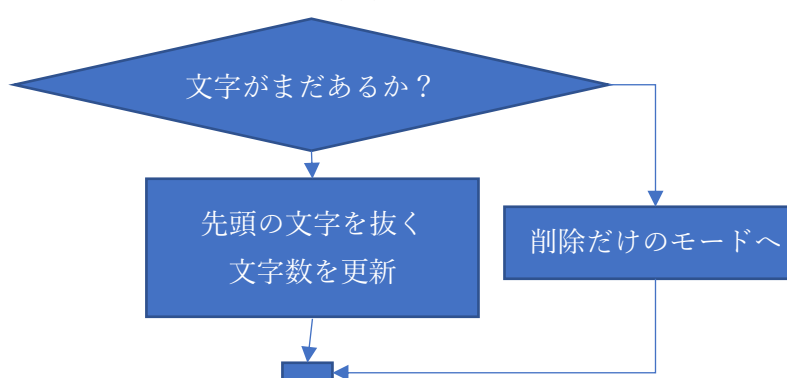 文字がまだあるか？
先頭の文字を抜く
文字数を更新
削除だけのモードへ